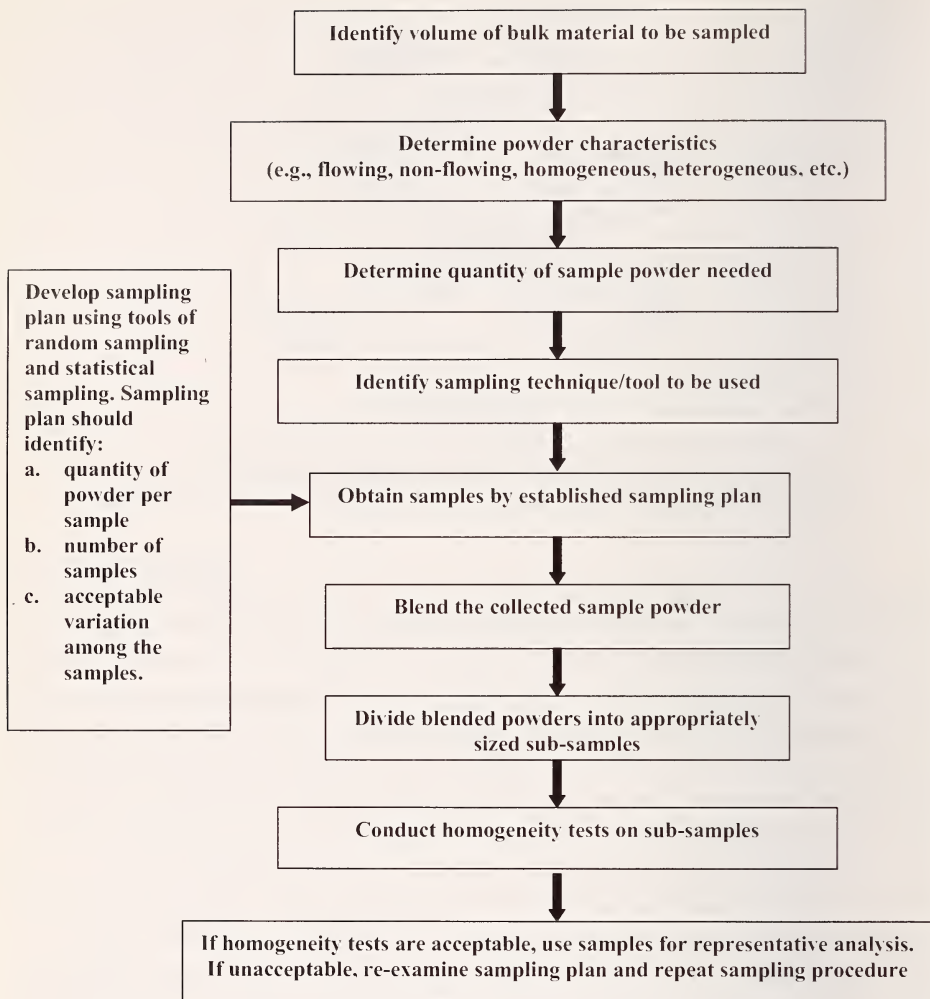 Identify volume of bulk material to be sampled
Determine powder characteristics
(e.g., flowing, non-flowing, homogeneous, heterogeneous, etc.)
Determine quantity of sample powder needed
Identify sampling technique/tool to be used
Develop sampling
plan using tools of
random sampling
and statistical
sampling. Sampling
plan should
identify:
a. quantity of
powder per
sample
b. number of
samples
c. acceptable
variation
among the
samples.
Obtain samples by established sampling plan
Blend the collected sample powder
Divide blended powders into appropriately
sized sub-samples
Conduct homogeneity tests on sub-samples
If homogeneity tests are acceptable, use samples for representative analysis.
If unacceptable, re-examine sampling plan and repeat sampling procedure